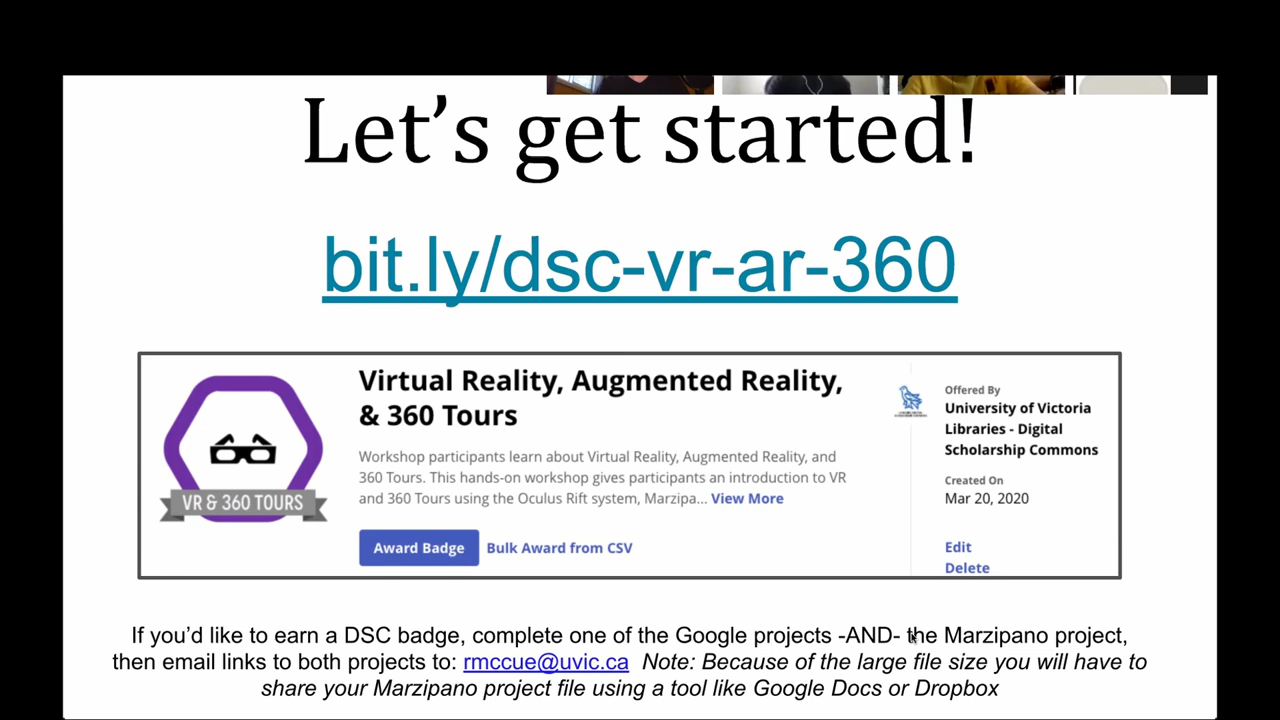 Let’s get started!
bit.ly/dsc-vr-ar-360
Virtual Reality, Augmented Reality,
& 360 Tours
Workshop participants learn about Virtual Reality, Augmented Reality, and
360 Tours. This hands-on workshop gives participants an introduction to VR
and 360 Tours using the Oculus Rift system, Marzipa... View More
VR & 360 TOURS
Award Badge Bulk Award from CSV
Offered By
University of Victoria
Libraries - Digital
Scholarship Commons
Created On
Mar 20, 2020
Edit
Delete
If you’d like to earn a DSC badge, complete one of the Google projects -AND- the Marzipano project,
then email links to both projects to: rmccue@uvic.ca Note: Because of the large file size you will have to
share your Marzipano project file using a tool like Google Docs or Dropbox